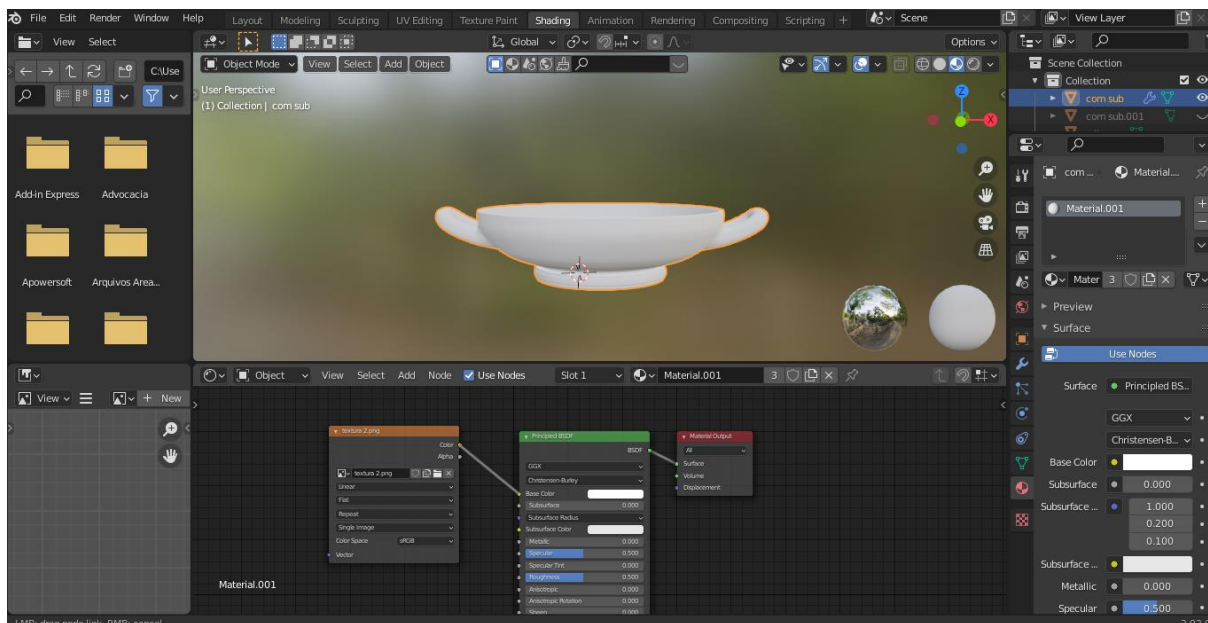 File Edit Render Window Help Layout Modeling Sculpting UV Editing Texture Paint Shading Animation Rendering Compositing Scripting + Scene View Layer
View Select Global Options
C:\Use
Object Mode View Select Add Object
User Perspective
(1) Collection | com sub
Z
X
Add-in Express Advocacia
Apowersoft Arquivos Area...
Scene Collection
Collection
com sub
com sub.001
com ... Material....
Material.001
Mater 3
Preview
Surface
Use Nodes
Surface Principled BS...
GGX
Christensen-B...
Base Color
Subsurface 0.000
Subsurface ... 1.000
0.200
0.100
Subsurface ...
Metallic 0.000
Specular 0.500
View + New
Object View Select Add Node Use Nodes Slot 1 Material.001 3
textura 2.png
Color
Alpha
textura 2.png
Linear
Flat
Repeat
Single Image
Color Space sRGB
Vector
Principled BSDF
BSDF
GGX
Christensen-Burley
Base Color
Subsurface 0.000
Subsurface Radius
Subsurface Color
Metallic 0.000
Specular 0.500
Specular Tint 0.000
Roughness 0.500
Anisotropic 0.000
Anisotropic Rotation 0.000
Sheen 0.000
Material Output
All
Surface
Volume
Displacement
Material.001